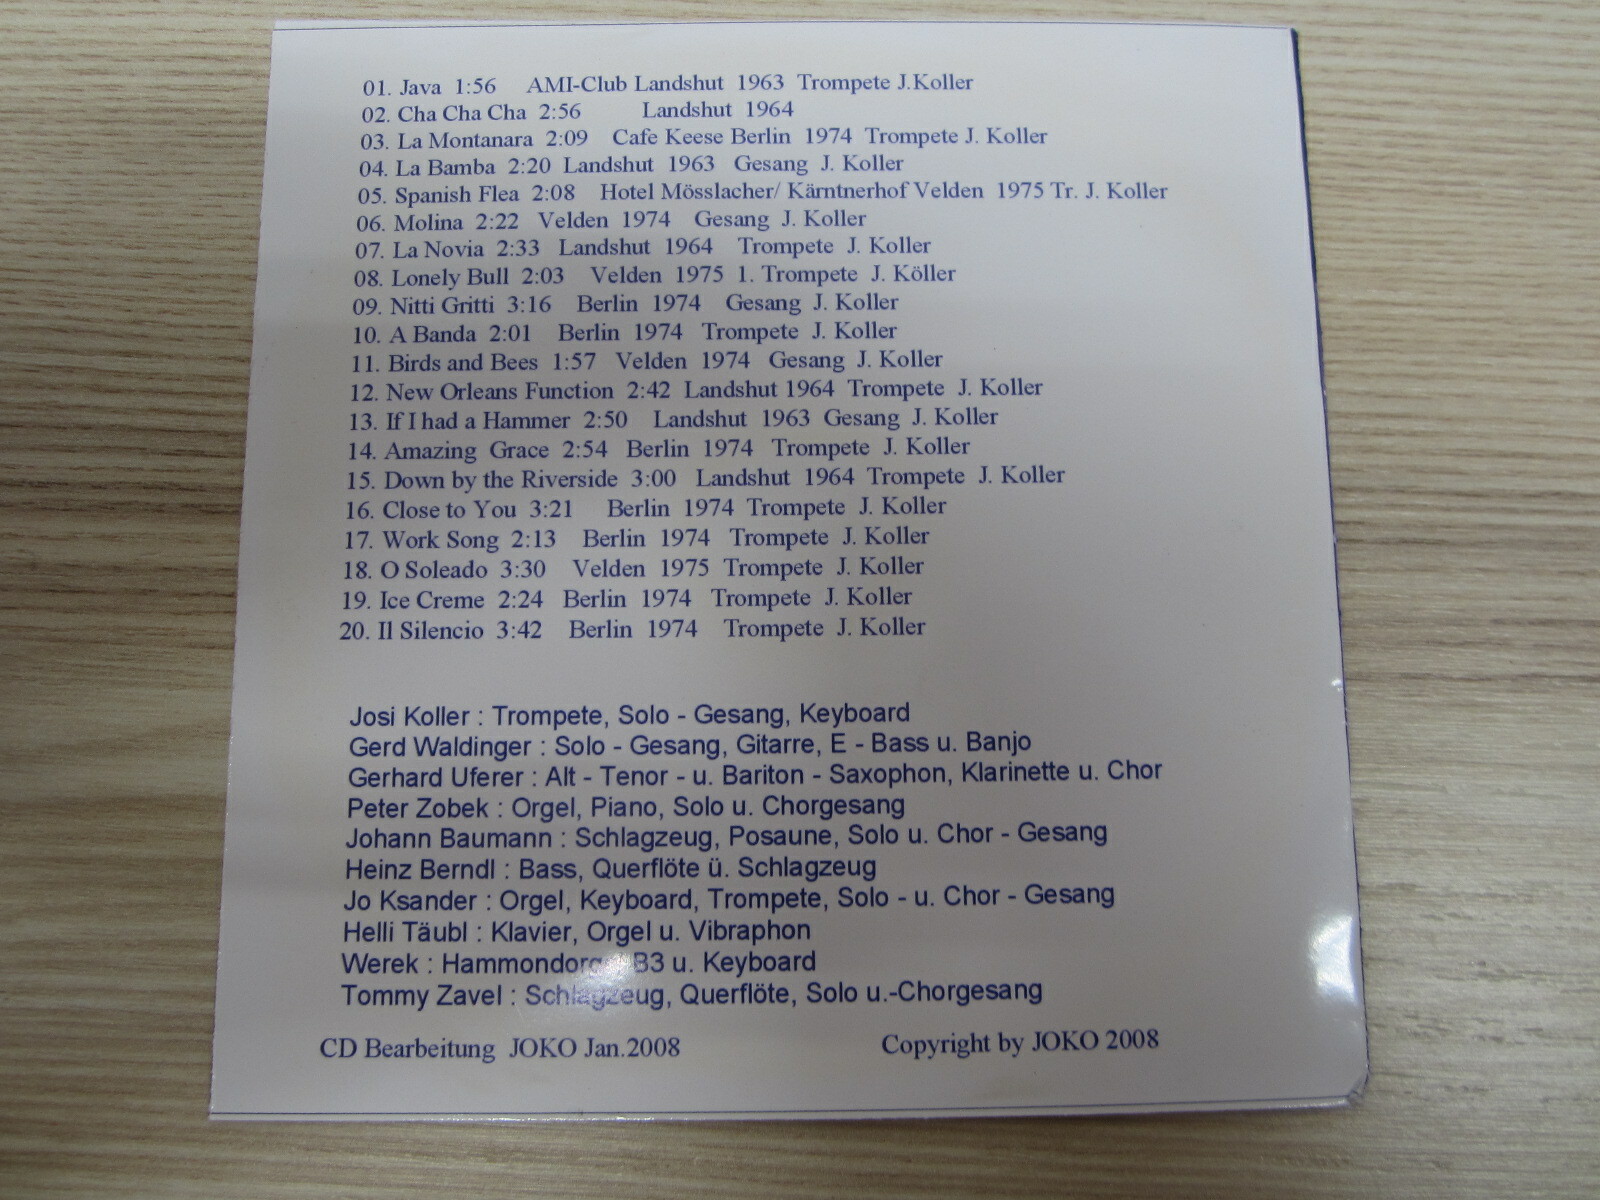 01. Java 1:56 AMI-Club Landshut 1963 Trompete J.Koller
02. Cha Cha Cha 2:56 Landshut 1964
03. La Montanara 2:09 Cafe Keese Berlin 1974 Trompete J. Koller
04. La Bamba 2:20 Landshut 1963 Gesang J. Koller
05. Spanish Flea 2:08 Hotel Mösslacher/ Kärntnerhof Velden 1975 Tr. J. Koller
06. Molina 2:22 Velden 1974 Gesang J. Koller
07. La Novia 2:33 Landshut 1964 Trompete J. Koller
08. Lonely Bull 2:03 Velden 1975 1. Trompete J. Köller
09. Nitti Gritti 3:16 Berlin 1974 Gesang J. Koller
10. A Banda 2:01 Berlin 1974 Trompete J. Koller
11. Birds and Bees 1:57 Velden 1974 Gesang J. Koller
12. New Orleans Function 2:42 Landshut 1964 Trompete J. Koller
13. If I had a Hammer 2:50 Landshut 1963 Gesang J. Koller
14. Amazing Grace 2:54 Berlin 1974 Trompete J. Koller
15. Down by the Riverside 3:00 Landshut 1964 Trompete J. Koller
16. Close to You 3:21 Berlin 1974 Trompete J. Koller
17. Work Song 2:13 Berlin 1974 Trompete J. Koller
18. O Soleado 3:30 Velden 1975 Trompete J. Koller
19. Ice Creme 2:24 Berlin 1974 Trompete J. Koller
20. Il Silencio 3:42 Berlin 1974 Trompete J. Koller
Josi Koller : Trompete, Solo - Gesang, Keyboard
Gerd Waldinger : Solo - Gesang, Gitarre, E - Bass u. Banjo
Gerhard Uferer : Alt - Tenor - u. Bariton - Saxophon, Klarinette u. Chor
Peter Zobek : Orgel, Piano, Solo u. Chorgesang
Johann Baumann : Schlagzeug, Posaune, Solo u. Chor - Gesang
Heinz Berndl : Bass, Querflöte ü. Schlagzeug
Jo Ksander : Orgel, Keyboard, Trompete, Solo - u. Chor - Gesang
Helli Täubl : Klavier, Orgel u. Vibraphon
Werek : Hammondorgel B3 u. Keyboard
Tommy Zavel : Schlagzeug, Querflöte, Solo u.-Chorgesang
CD Bearbeitung JOKO Jan.2008 Copyright by JOKO 2008